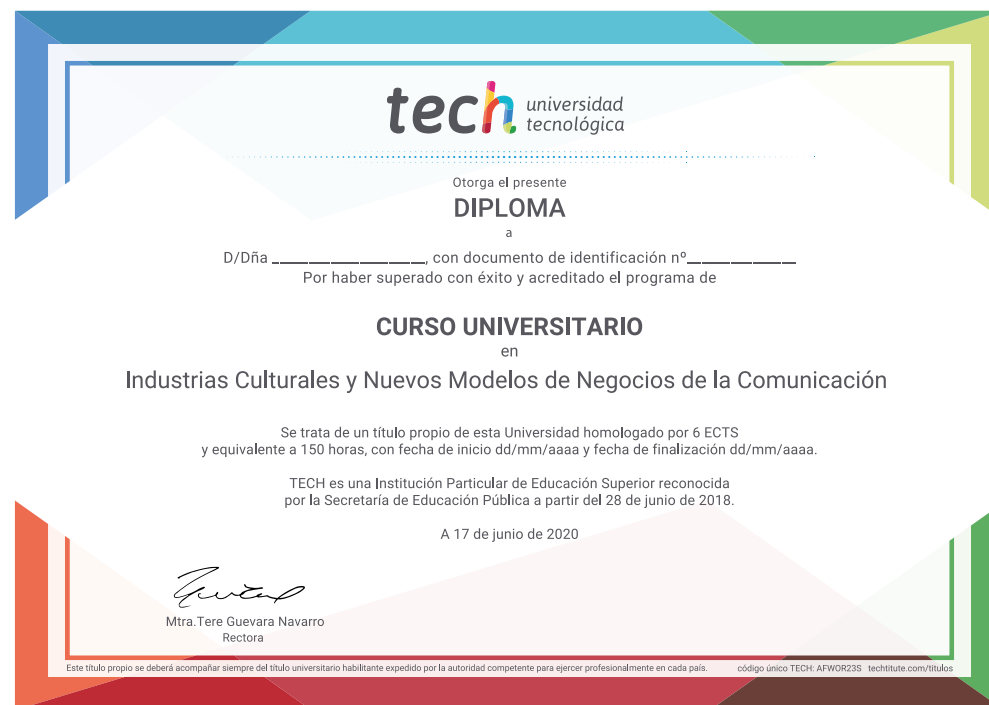 tech universidad
tecnológica
Otorga el presente
DIPLOMA
a
D/Dña ____________________, con documento de identificación nº______________
Por haber superado con éxito y acreditado el programa de
CURSO UNIVERSITARIO
en
Industrias Culturales y Nuevos Modelos de Negocios de la Comunicación
Se trata de un título propio de esta Universidad homologado por 6 ECTS
y equivalente a 150 horas, con fecha de inicio dd/mm/aaaa y fecha de finalización dd/mm/aaaa.
TECH es una Institución Particular de Educación Superior reconocida
por la Secretaría de Educación Pública a partir del 28 de junio de 2018.
A 17 de junio de 2020
Mtra.Tere Guevara Navarro
Rectora
Este título propio se deberá acompañar siempre del título universitario habilitante expedido por la autoridad competente para ejercer profesionalmente en cada país. código único TECH: AFWOR23S techtitute.com/titulos